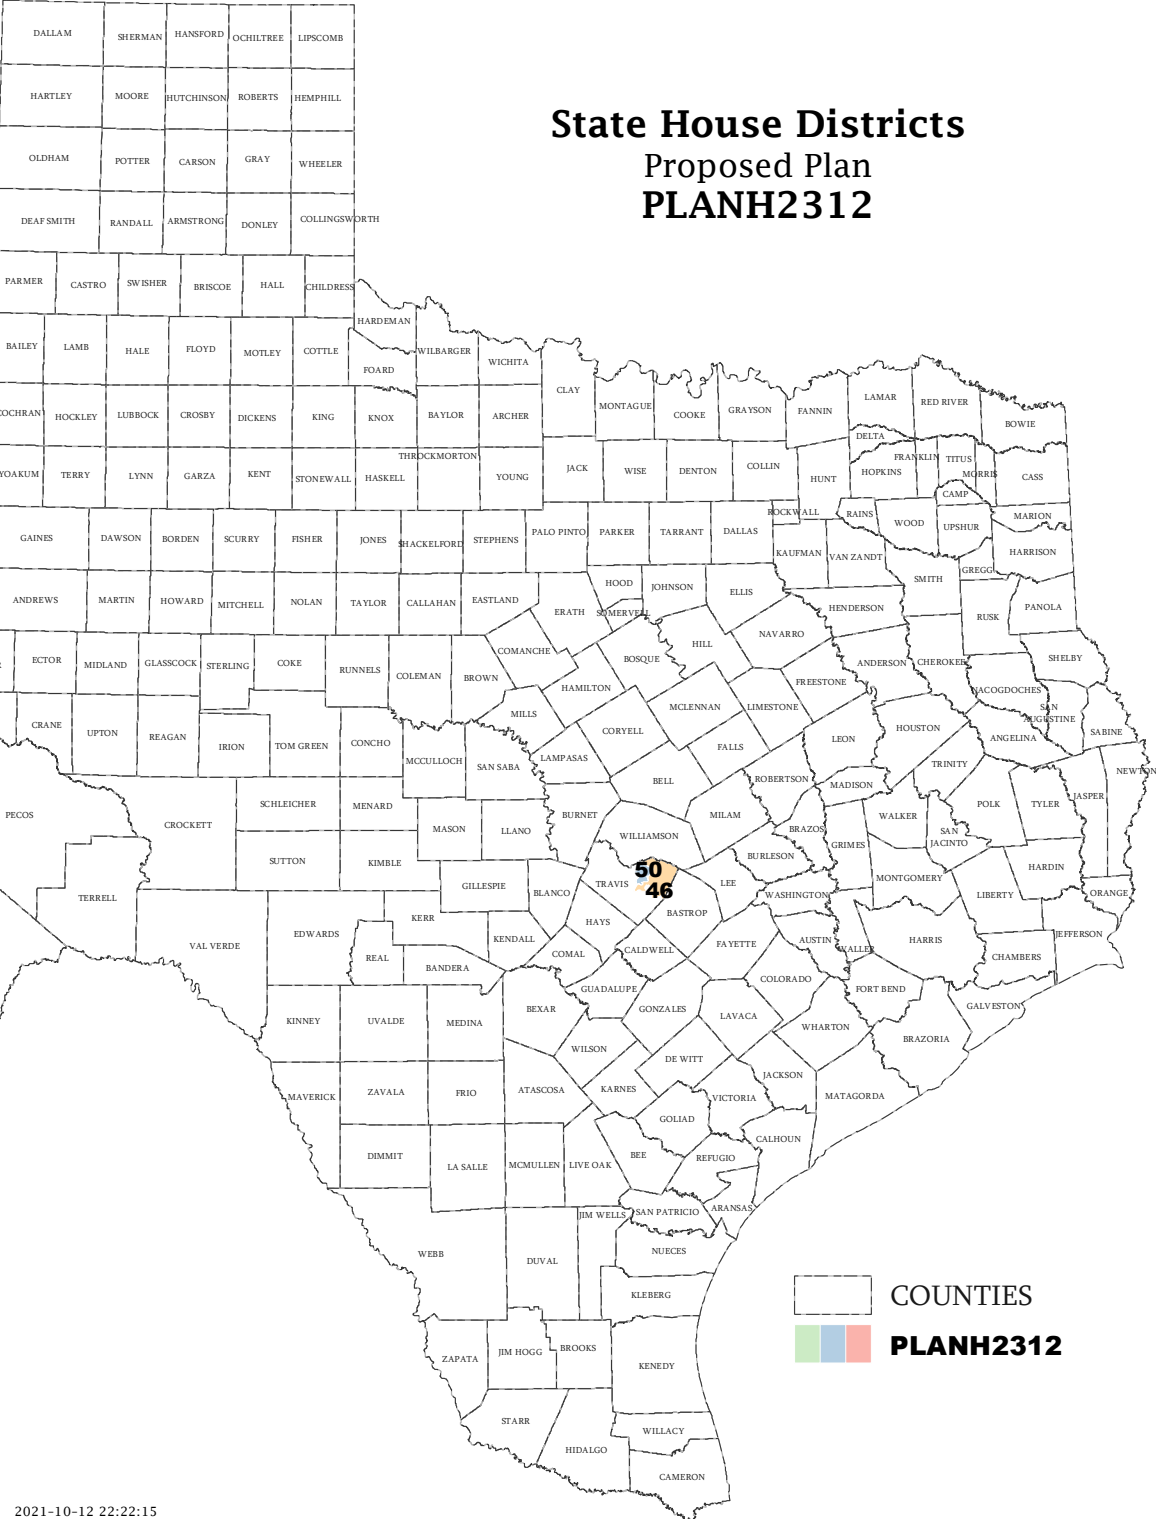 State House Districts
Proposed Plan
PLANH2312
DALLAM
SHERMAN
HANSFORD
OCHILTREE
LIPSCOMB
HARTLEY
MOORE
HUTCHINSON
ROBERTS
HEMPHILL
OLDHAM
POTTER
CARSON
GRAY
WHEELER
DEAF SMITH
RANDALL
ARMSTRONG
DONLEY
COLLINGSWORTH
PARMER
CASTRO
SWISHER
BRISCOE
HALL
CHILDRESS
HARDEMAN
BAILEY
LAMB
HALE
FLOYD
MOTLEY
COTTLE
FOARD
WILBARGER
WICHITA
CLAY
MONTAGUE
COOKE
GRAYSON
FANNIN
LAMAR
RED RIVER
BOWIE
COCHRAN
HOCKLEY
LUBBOCK
CROSBY
DICKENS
KING
KNOX
BAYLOR
ARCHER
DELTA
YOAKUM
TERRY
LYNN
GARZA
KENT
STONEWALL
HASKELL
THROCKMORTON
YOUNG
JACK
WISE
DENTON
COLLIN
HUNT
HOPKINS
FRANKLIN
TITUS
MORRIS
CASS
CAMP
GAINES
DAWSON
BORDEN
SCURRY
FISHER
JONES
SHACKELFORD
STEPHENS
PALO PINTO
PARKER
TARRANT
DALLAS
ROCKWALL
RAINS
WOOD
UPSHUR
MARION
KAUFMAN
VAN ZANDT
HARRISON
GREGG
SMITH
ANDREWS
MARTIN
HOWARD
MITCHELL
NOLAN
TAYLOR
CALLAHAN
EASTLAND
ERATH
HOOD
SOMERVELL
JOHNSON
ELLIS
HENDERSON
RUSK
PANOLA
NAVARRO
HILL
BOSQUE
COMANCHE
ECTOR
MIDLAND
GLASSCOCK
STERLING
COKE
RUNNELS
COLEMAN
BROWN
HAMILTON
MILLS
ANDERSON
CHEROKEE
SHELBY
FREESTONE
NACOGDOCHES
SAN
AUGUSTINE
SABINE
CRANE
UPTON
REAGAN
IRION
TOM GREEN
CONCHO
MCCULLOCH
SAN SABA
LAMPASAS
CORYELL
MCLENNAN
LIMESTONE
FALLS
LEON
HOUSTON
ANGELINA
TRINITY
NEWTON
BELL
ROBERTSON
MADISON
POLK
TYLER
JASPER
PECOS
CROCKETT
SCHLEICHER
MENARD
MASON
LLANO
BURNET
WILLIAMSON
MILAM
BRAZOS
GRIMES
WALKER
SAN
JACINTO
SUTTON
KIMBLE
TERRELL
GILLESPIE
BLANCO
TRAVIS
50
46
LEE
BURLESON
WASHINGTON
MONTGOMERY
LIBERTY
HARDIN
ORANGE
BASTROP
HAYS
VAL VERDE
EDWARDS
KERR
REAL
BANDERA
KENDALL
COMAL
CALDWELL
FAYETTE
AUSTIN
WALLER
HARRIS
CHAMBERS
JEFFERSON
COLORADO
FORT BEND
GALVESTON
KINNEY
UVALDE
MEDINA
BEXAR
GUADALUPE
GONZALES
LAVACA
WHARTON
BRAZORIA
WILSON
DE WITT
JACKSON
MAVERICK
ZAVALA
FRIO
ATASCOSA
KARNES
VICTORIA
MATAGORDA
GOLIAD
CALHOUN
DIMMIT
LA SALLE
MCMULLEN
LIVE OAK
BEE
REFUGIO
JIM WELLS
SAN PATRICIO
ARANSAS
WEBB
DUVAL
NUECES
KLEBERG
ZAPATA
JIM HOGG
BROOKS
KENEDY
STARR
HIDALGO
WILLACY
CAMERON
COUNTIES
PLANH2312
2021-10-12 22:22:15